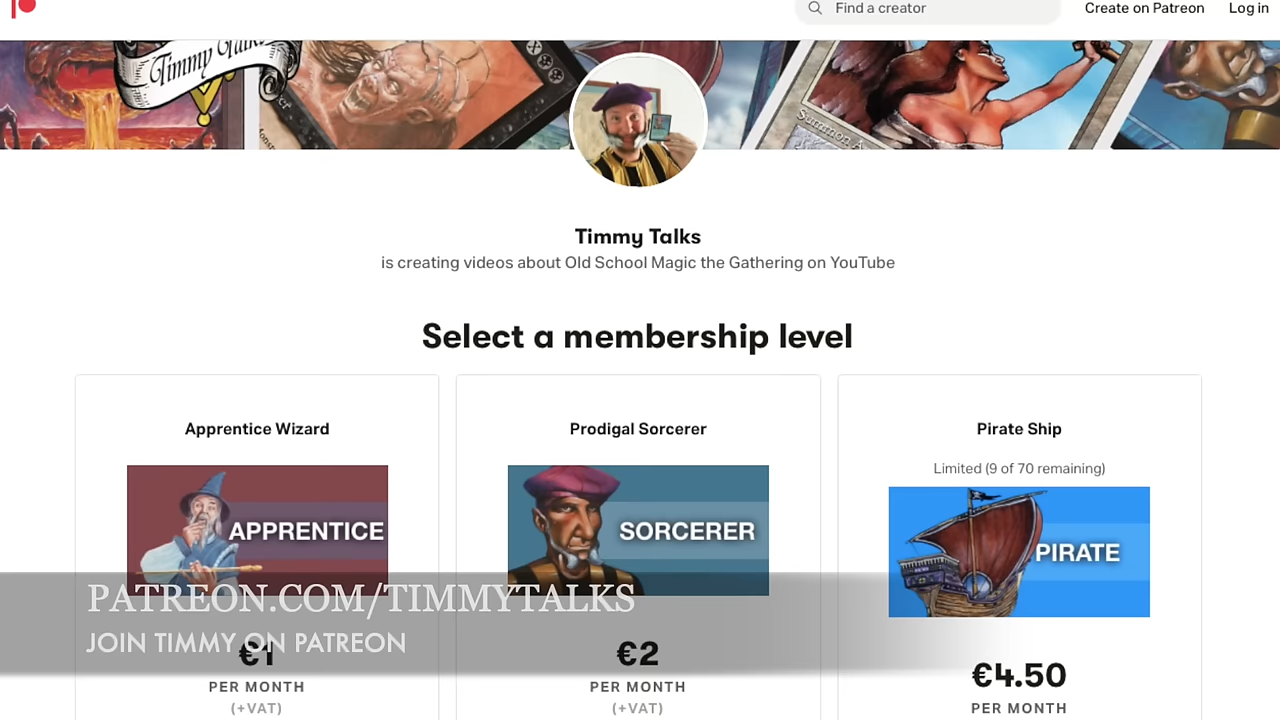 Find a creator
Create on Patreon
Log in
Timmy Talks
Summon A
Timmy Talks
is creating videos about Old School Magic the Gathering on YouTube
Select a membership level
Apprentice Wizard
Prodigal Sorcerer
Pirate Ship
Limited (9 of 70 remaining)
APPRENTICE
SORCERER
PIRATE
PATREON.COM/TIMMYTALKS
JOIN TIMMY ON PATREON
€1
€2
€4.50
PER MONTH
PER MONTH
PER MONTH
(+VAT)
(+VAT)